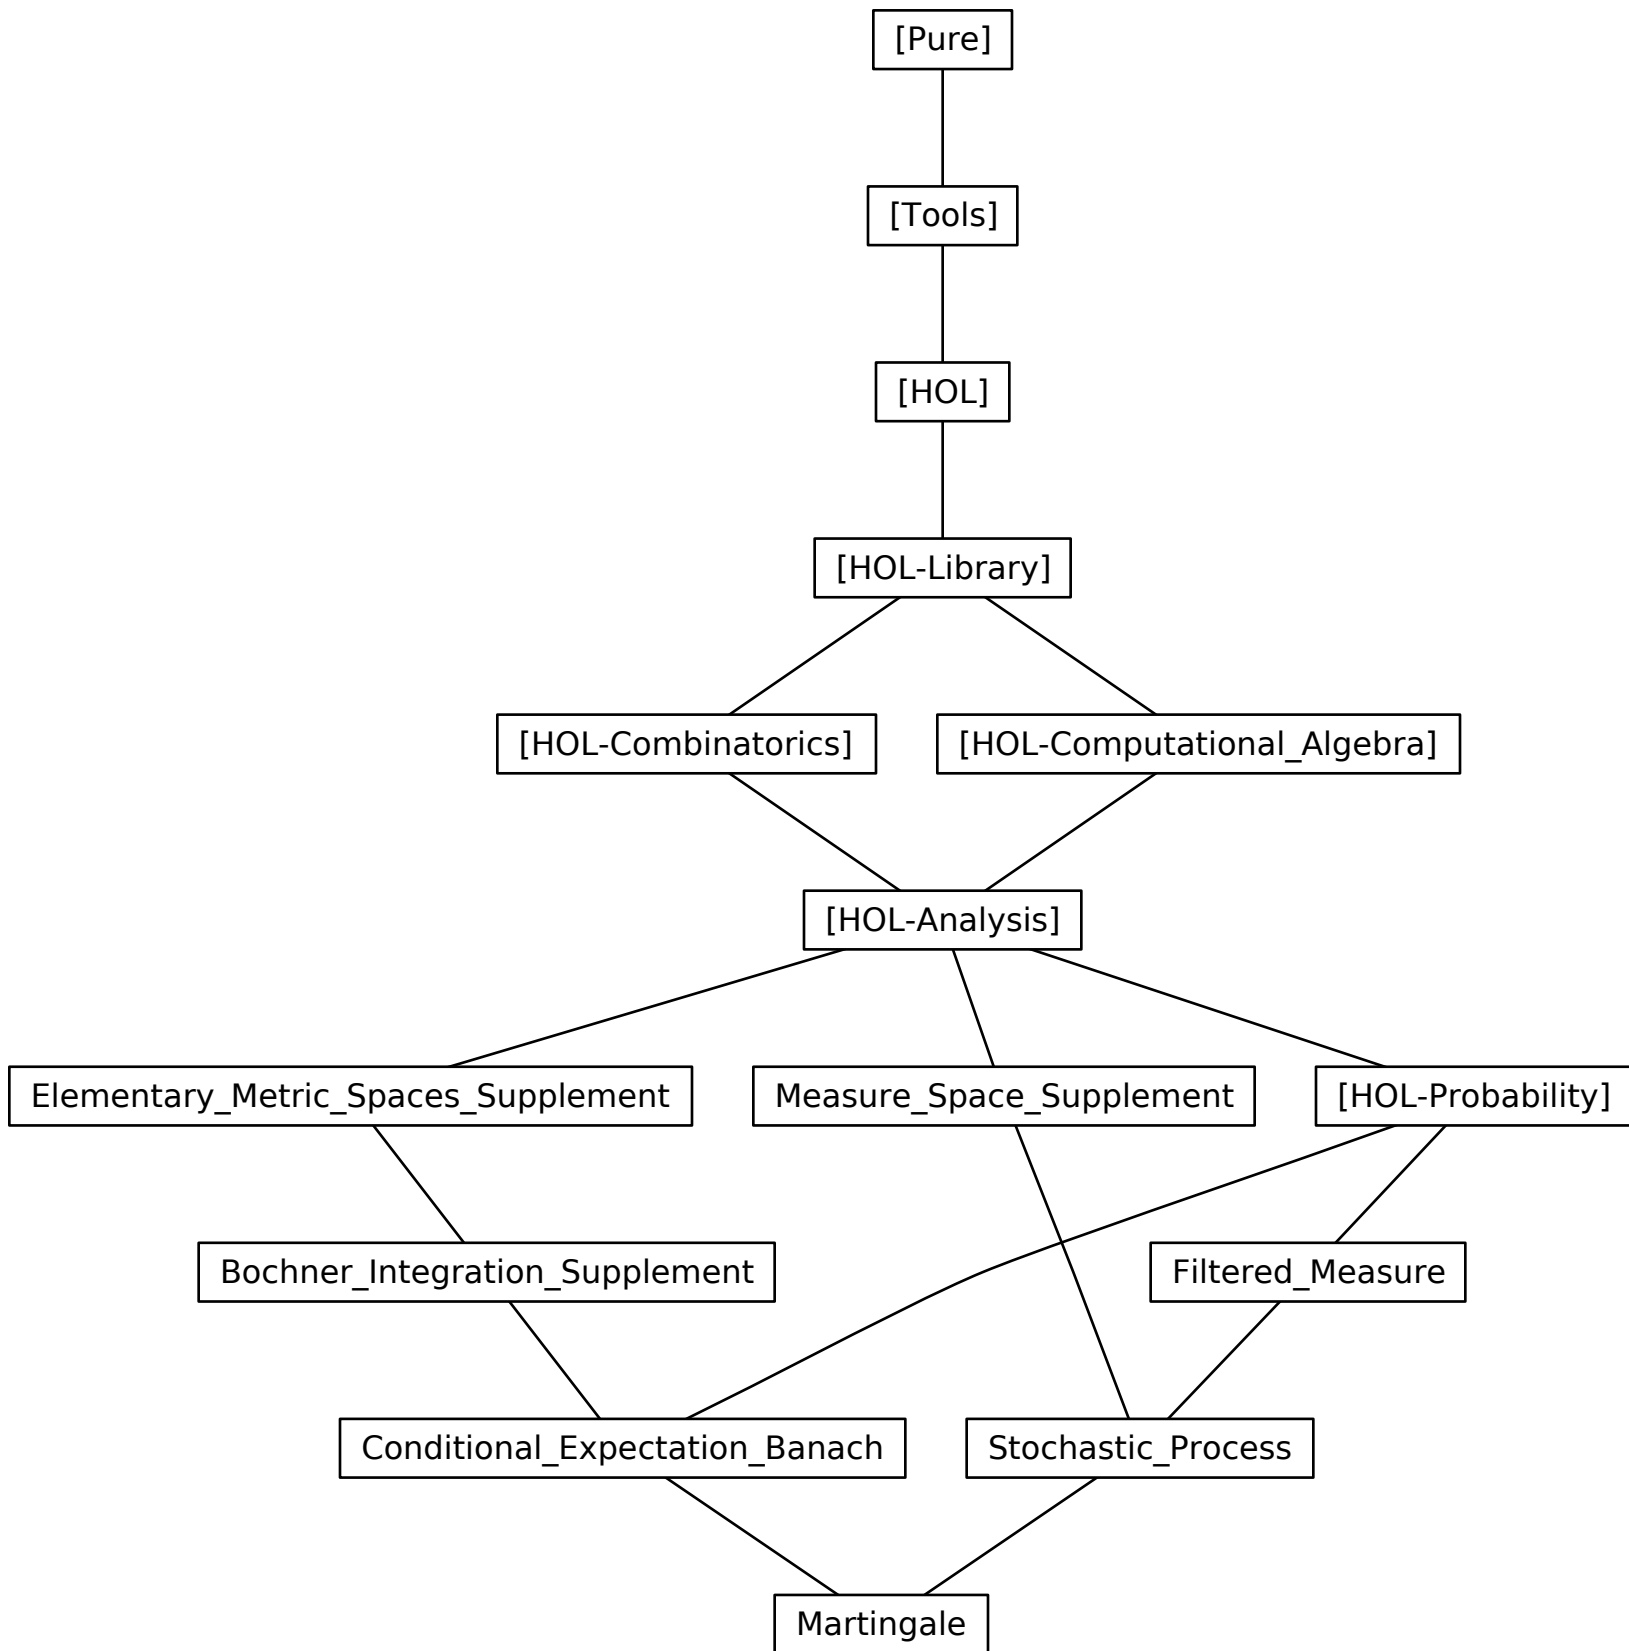 [Pure]
[Tools]
[HOL]
[HOL-Library]
[HOL-Combinatorics]
[HOL-Computational_Algebra]
[HOL-Analysis]
Elementary_Metric_Spaces_Supplement
Measure_Space_Supplement
[HOL-Probability]
Bochner_Integration_Supplement
Filtered_Measure
Conditional_Expectation_Banach
Stochastic_Process
Martingale